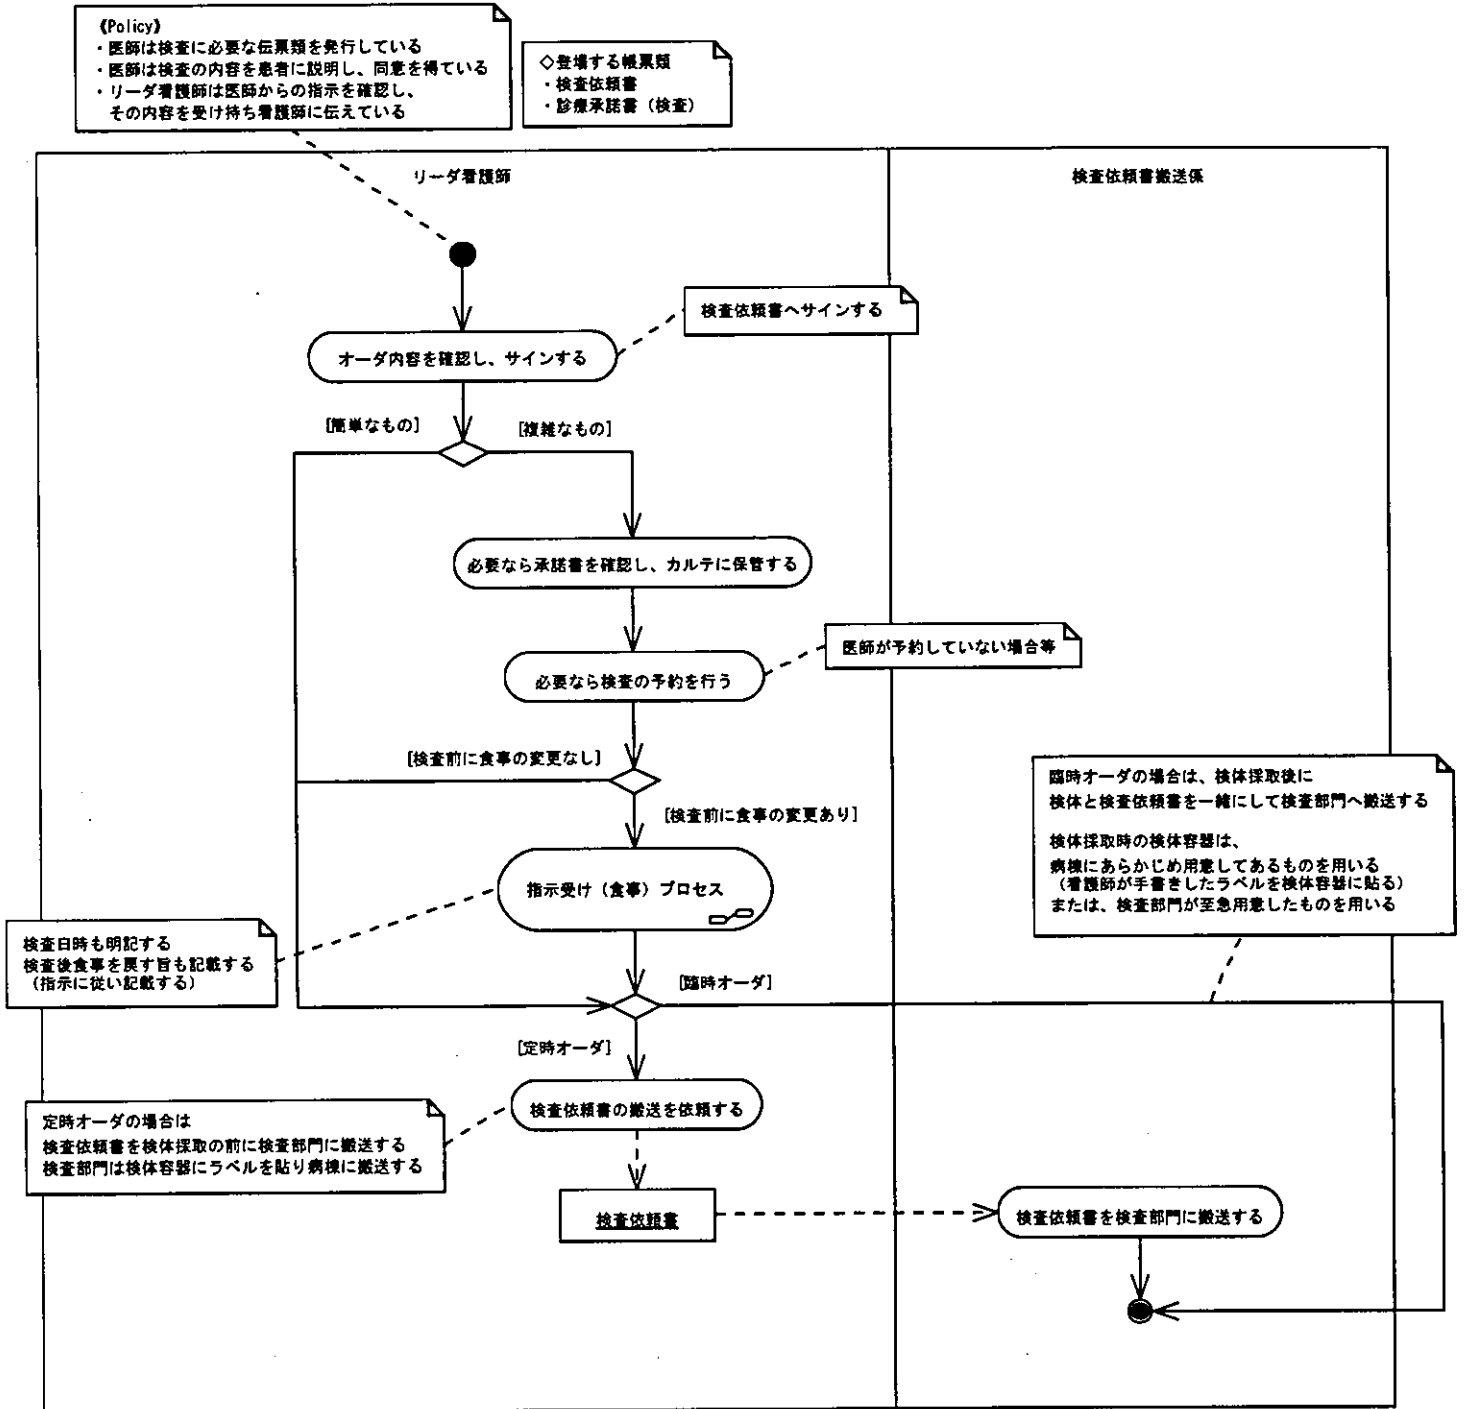 《Policy》
・医師は検査に必要な伝票類を発行している
・医師は検査の内容を患者に説明し、同意を得ている
・リーダ看護師は医師からの指示を確認し、
その内容を受け持ち看護師に伝えている
◇登場する帳票類
・検査依頼書
・診療承諾書（検査）
リーダ看護師
検査依頼書搬送係
検査依頼書へサインする
オーダ内容を確認し、サインする
[簡単なもの]
[複雑なもの]
必要なら承諾書を確認し、カルテに保管する
医師が予約していない場合等
必要なら検査の予約を行う
[検査前に食事の変更なし]
[検査前に食事の変更あり]
臨時オーダの場合は、検体採取後に
検体と検査依頼書を一緒にして検査部門へ搬送する
検体採取時の検体容器は、
病棟にあらかじめ用意してあるものを用いる
（看護師が手書きしたラベルを検体容器に貼る）
または、検査部門が至急用意したものを用いる
指示受け（食事）プロセス
検査日時も明記する
検査後食事を戻す旨も記載する
（指示に従い記載する）
[臨時オーダ]
[定時オーダ]
検査依頼書の搬送を依頼する
定時オーダの場合は
検査依頼書を検体採取の前に検査部門に搬送する
検査部門は検体容器にラベルを貼り病棟に搬送する
検査依頼書
検査依頼書を検査部門に搬送する